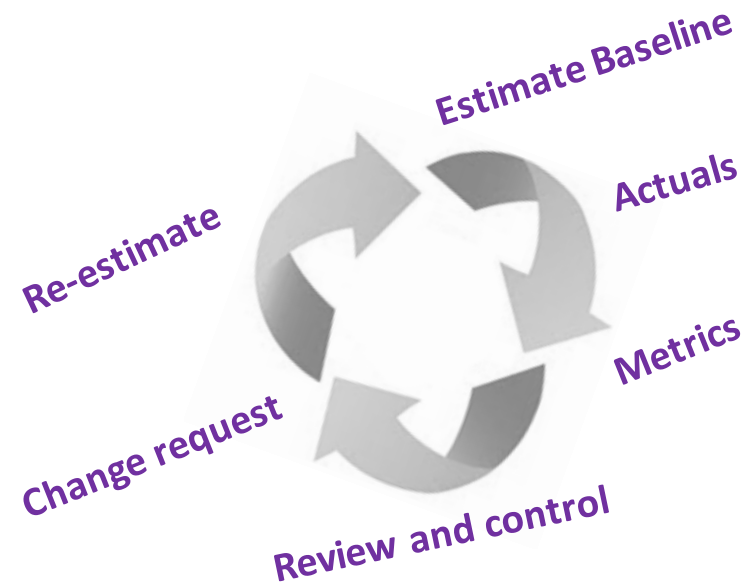 Estimate Baseline
Actuals
Metrics
Review and control
Change request
Re-estimate